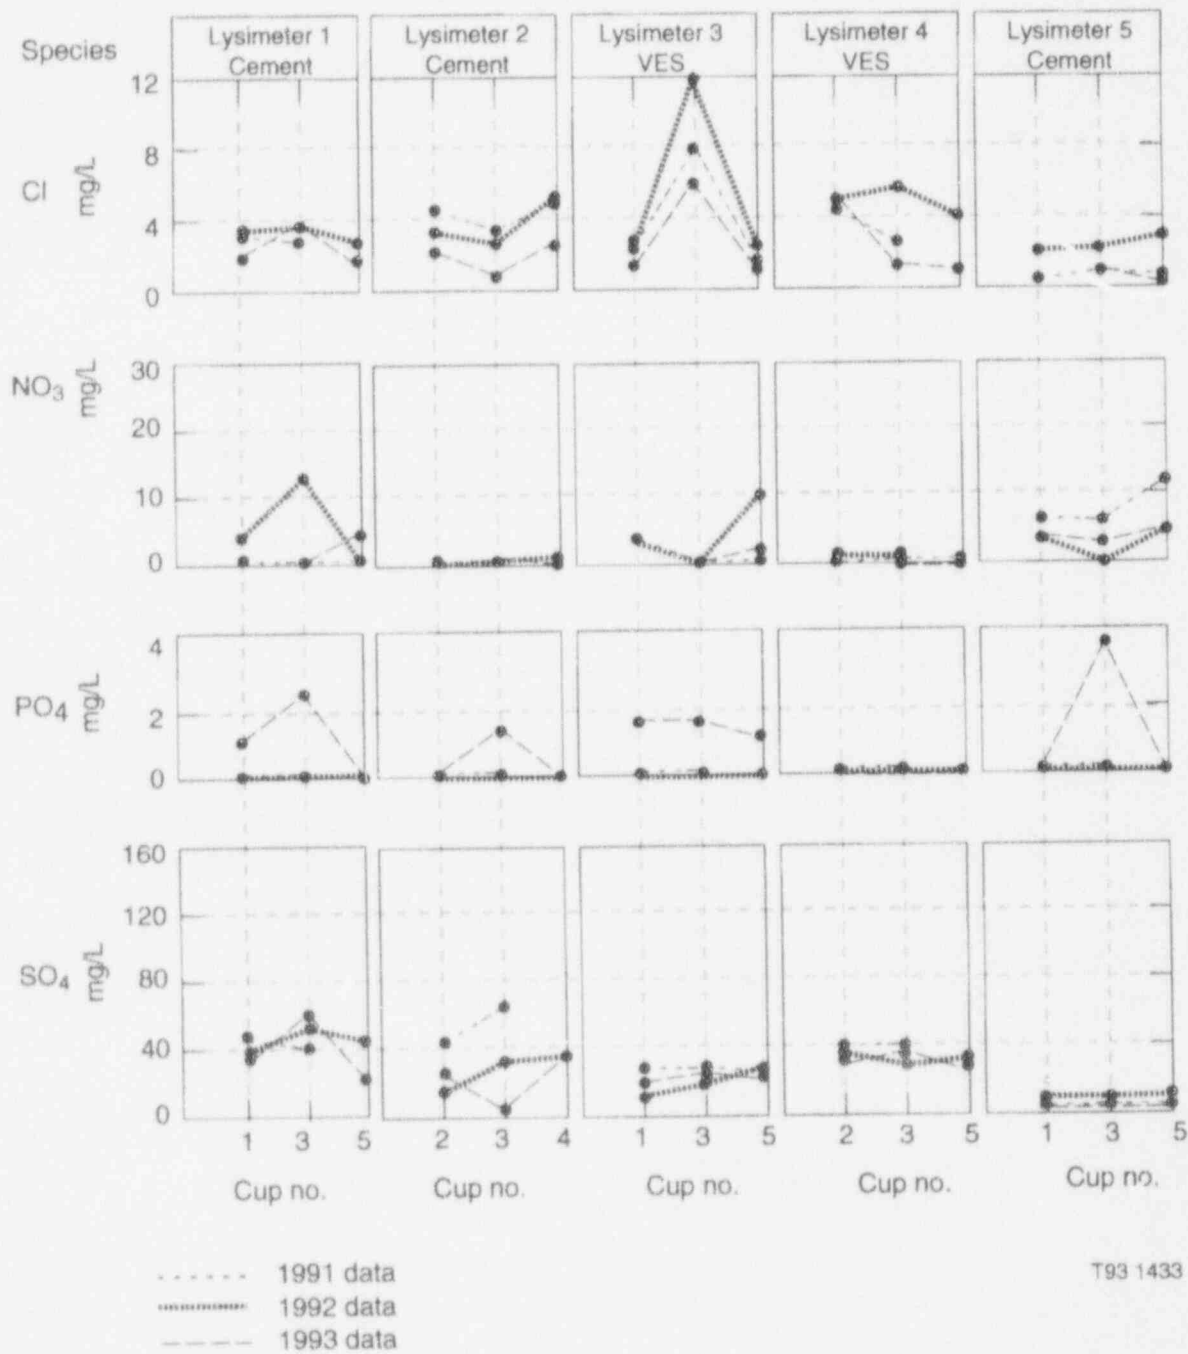 Species
Lysimeter 1
Cement
Lysimeter 2
Cement
Lysimeter 3
VES
Lysimeter 4
VES
Lysimeter 5
Cement
Cl
mg/L
12
8
4
0
NO3
mg/L
30
20
10
0
PO4
mg/L
4
2
0
SO4
mg/L
160
120
80
40
0
1 3 5
2 3 4
1 3 5
2 3 5
1 3 5
Cup no.
Cup no.
Cup no.
Cup no.
Cup no.
1991 data
1992 data
1993 data
T93 1433